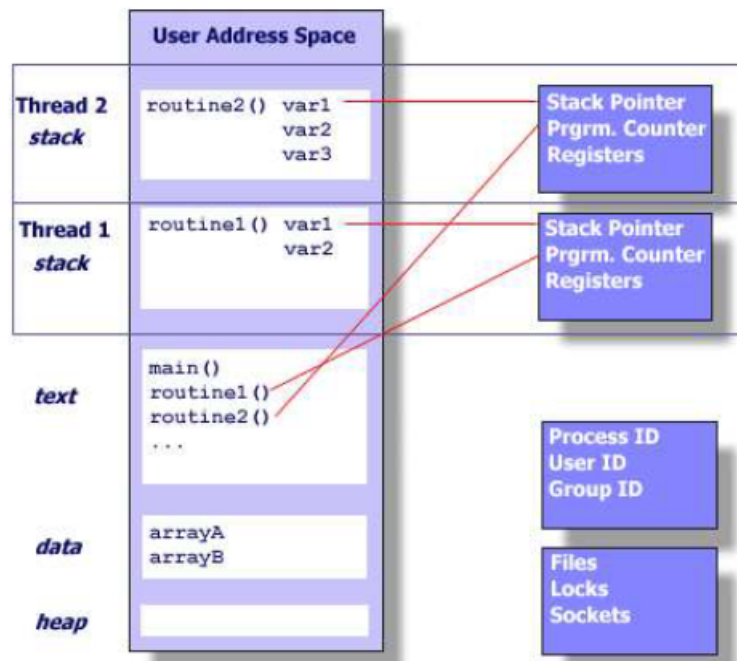 User Address Space
Thread 2
stack
routine2() var1
var2
var3
Stack Pointer
Prgrm. Counter
Registers
Thread 1
stack
routine1() var1
var2
Stack Pointer
Prgrm. Counter
Registers
text
main()
routine1()
routine2()
...
Process ID
User ID
Group ID
data
arrayA
arrayB
Files
Locks
Sockets
heap